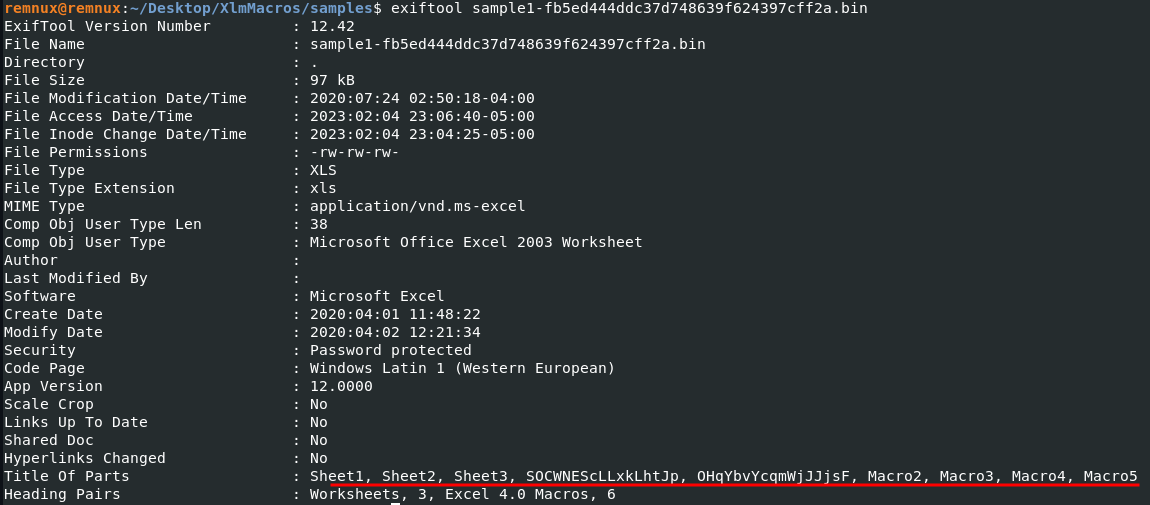 remnux@remnux:~/Desktop/XlmMacros/samples$ exiftool sample1-fb5ed444ddc37d748639f624397cff2a.bin
ExifTool Version Number         : 12.42
File Name                       : sample1-fb5ed444ddc37d748639f624397cff2a.bin
Directory                       : .
File Size                       : 97 kB
File Modification Date/Time     : 2020:07:24 02:50:18-04:00
File Access Date/Time           : 2023:02:04 23:06:40-05:00
File Inode Change Date/Time     : 2023:02:04 23:04:25-05:00
File Permissions                : -rw-rw-rw-
File Type                       : XLS
File Type Extension             : xls
MIME Type                       : application/vnd.ms-excel
Comp Obj User Type Len          : 38
Comp Obj User Type              : Microsoft Office Excel 2003 Worksheet
Author                          :
Last Modified By                :
Software                        : Microsoft Excel
Create Date                     : 2020:04:01 11:48:22
Modify Date                     : 2020:04:02 12:21:34
Security                        : Password protected
Code Page                       : Windows Latin 1 (Western European)
App Version                     : 12.0000
Scale Crop                      : No
Links Up To Date                : No
Shared Doc                      : No
Hyperlinks Changed              : No
Title Of Parts                  : Sheet1, Sheet2, Sheet3, SOCWNEScLLxkLhtJp, OHqYbvYcqmWjJJjsF, Macro2, Macro3, Macro4, Macro5
Heading Pairs                   : Worksheets, 3, Excel 4.0 Macros, 6